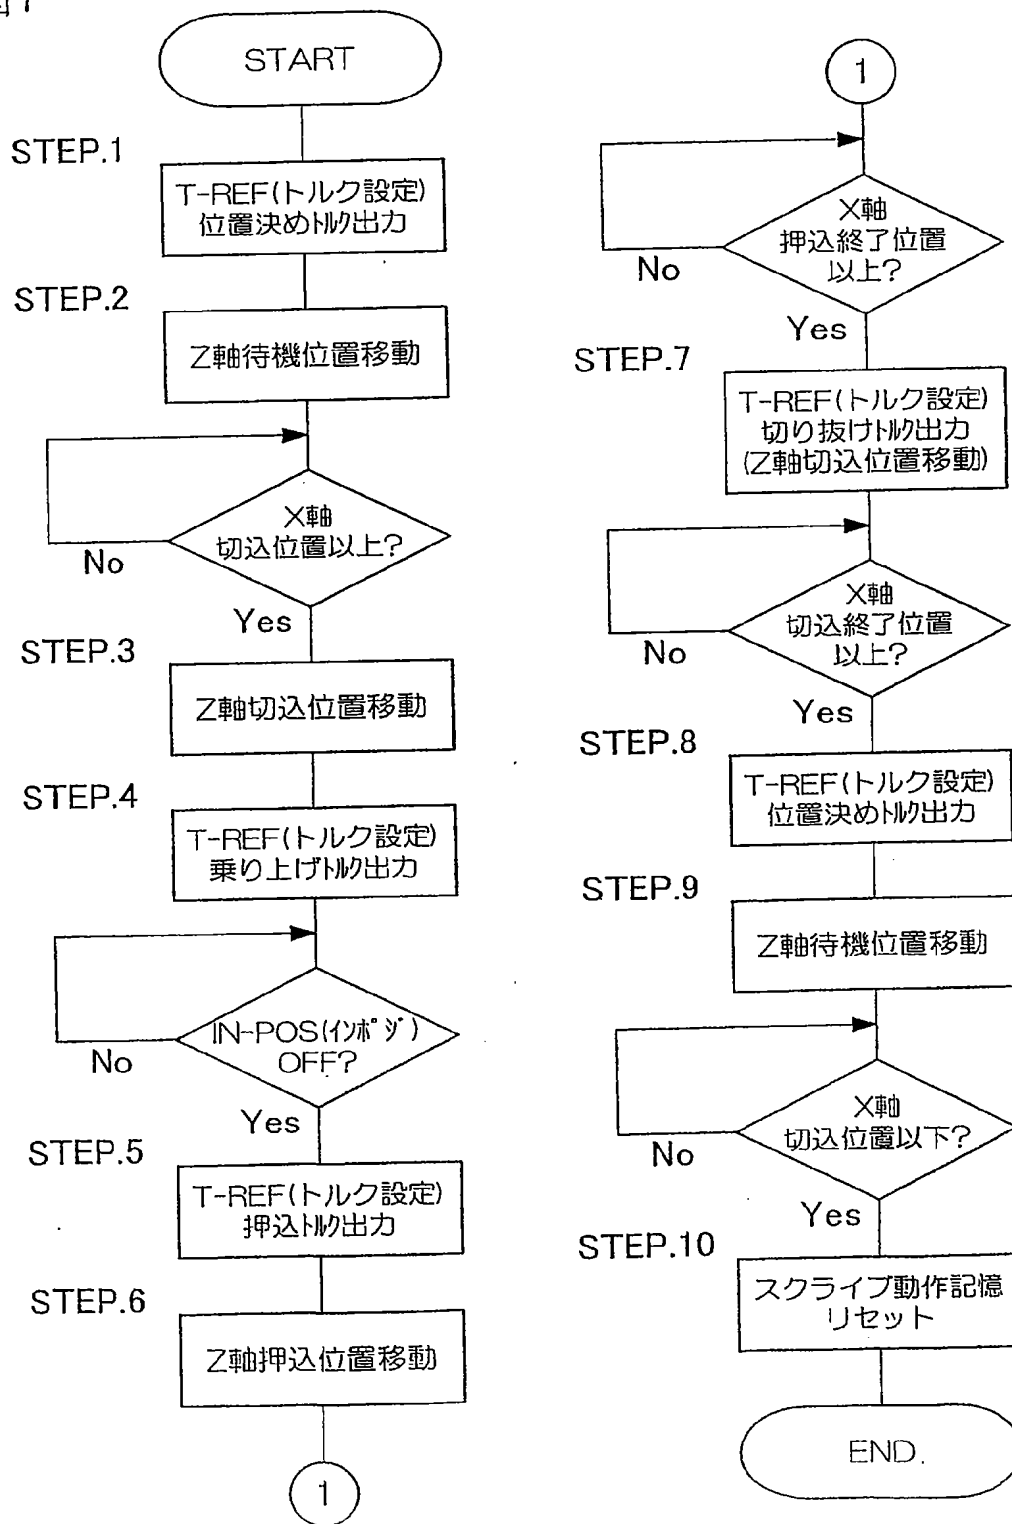 START
STEP.1
T-REF(トルク設定)
位置決めトルク出力
STEP.2
Z軸待機位置移動
X軸
切込位置以上?
No
Yes
STEP.3
Z軸切込位置移動
STEP.4
T-REF(トルク設定)
乗り上げトルク出力
IN-POS(インポジ)
OFF?
No
Yes
STEP.5
T-REF(トルク設定)
押込トルク出力
STEP.6
Z軸押込位置移動
1
1
X軸
押込終了位置
以上?
No
Yes
STEP.7
T-REF(トルク設定)
切り抜けトルク出力
(Z軸切込位置移動)
X軸
切込終了位置
以上?
No
Yes
STEP.8
T-REF(トルク設定)
位置決めトルク出力
STEP.9
Z軸待機位置移動
X軸
切込位置以下?
No
Yes
STEP.10
スクライブ動作記憶
リセット
END.